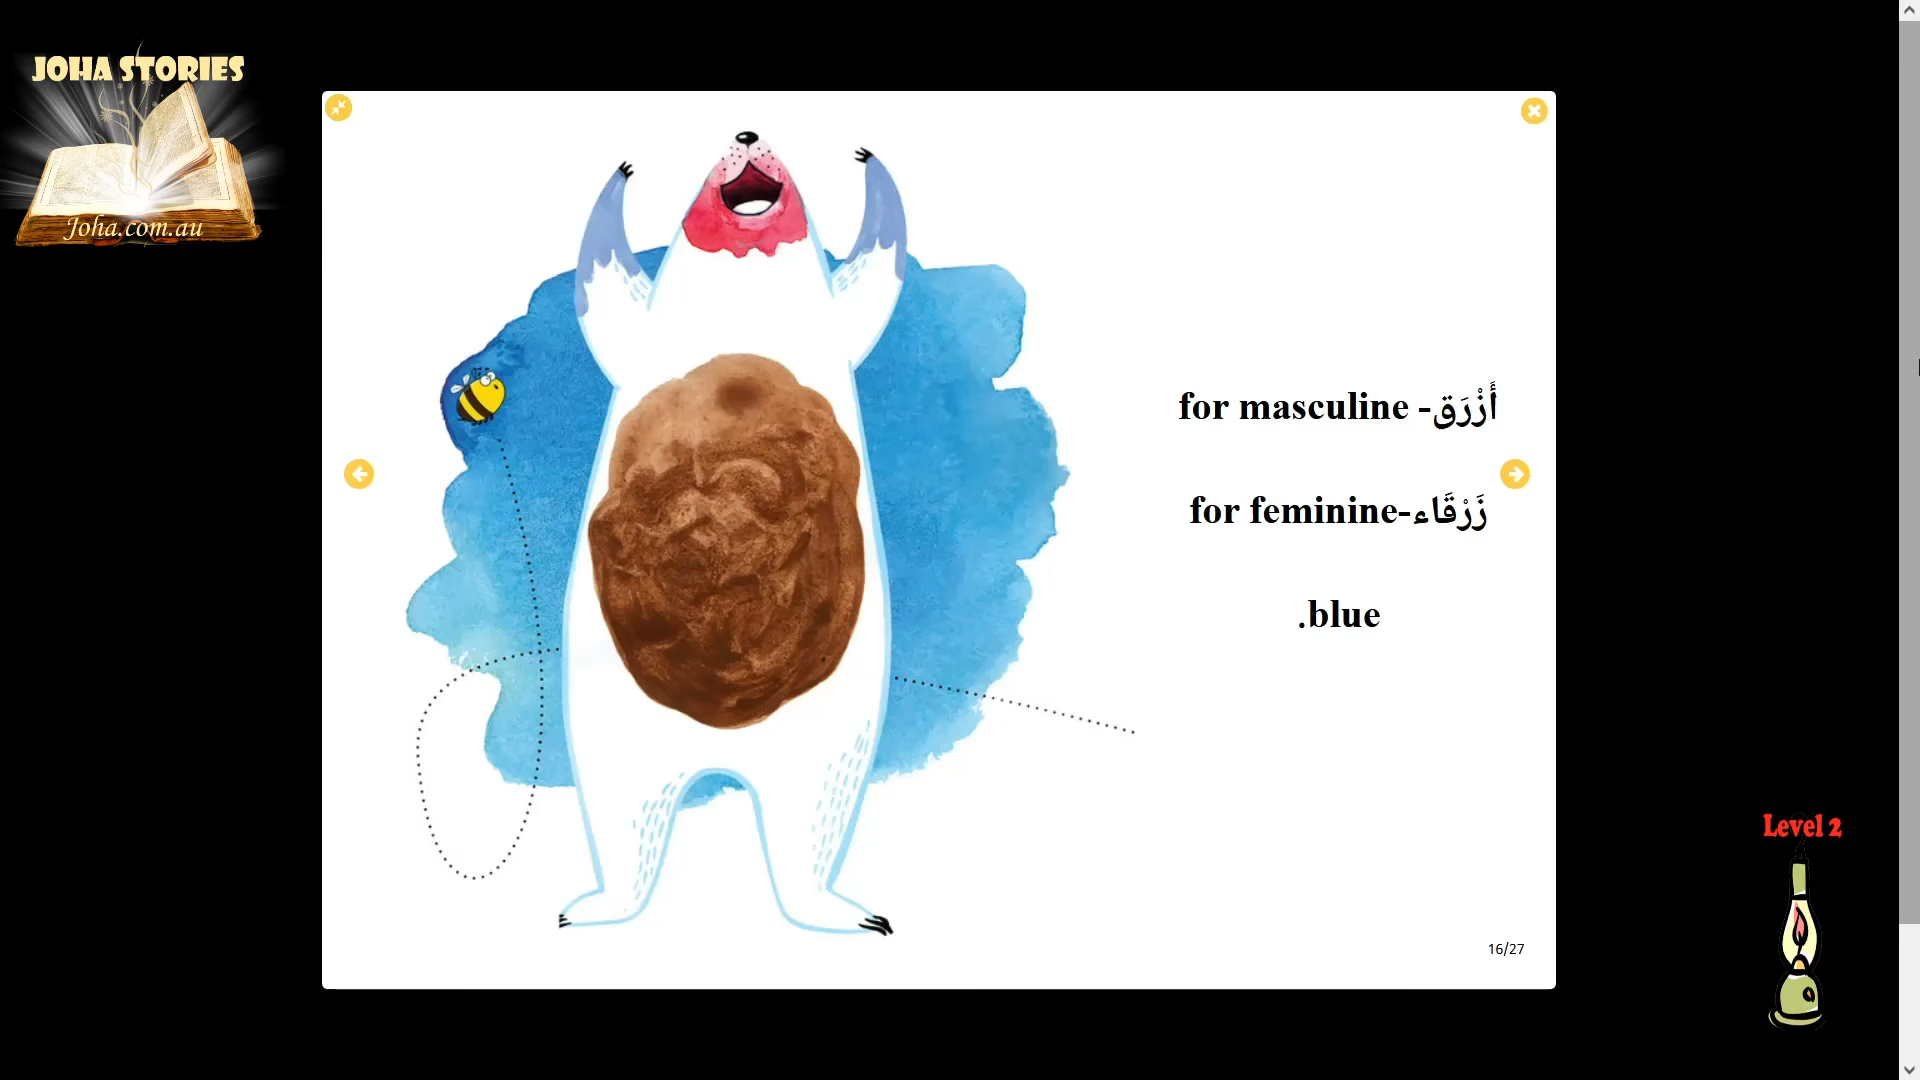 JOHA STORIES
Joha.com.au
for masculine -أَزْرَق
for feminine-زَرْقَاء
.blue
16/27
Level 2